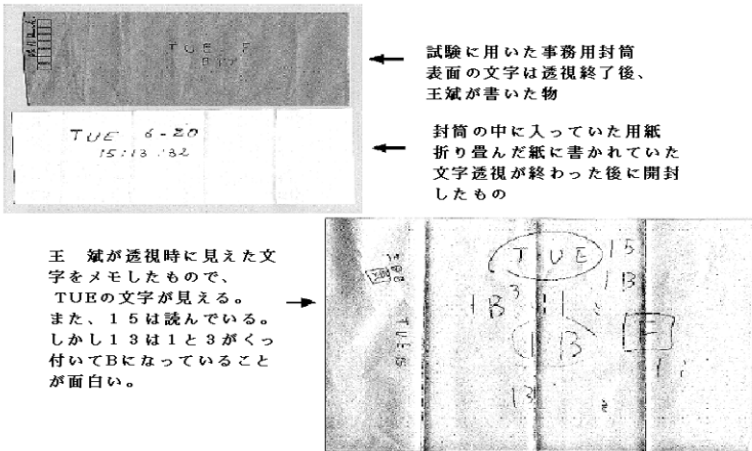 TUE F
B 17
試験に用いた事務用封筒
表面の文字は透視終了後、
王斌が書いた物
TUE 6-20
15:13:32
封筒の中に入っていた用紙
折り畳んだ紙に書かれていた
文字透視が終わった後に開封
したもの
王 斌が透視時に見えた文
字をメモしたもので、
TUEの文字が見える。
また、15は読んでいる。
しかし13は1と3がくっ
付いてBになっていること
が面白い。
TUE 15
1B
1B3
F
13
13
TUE15